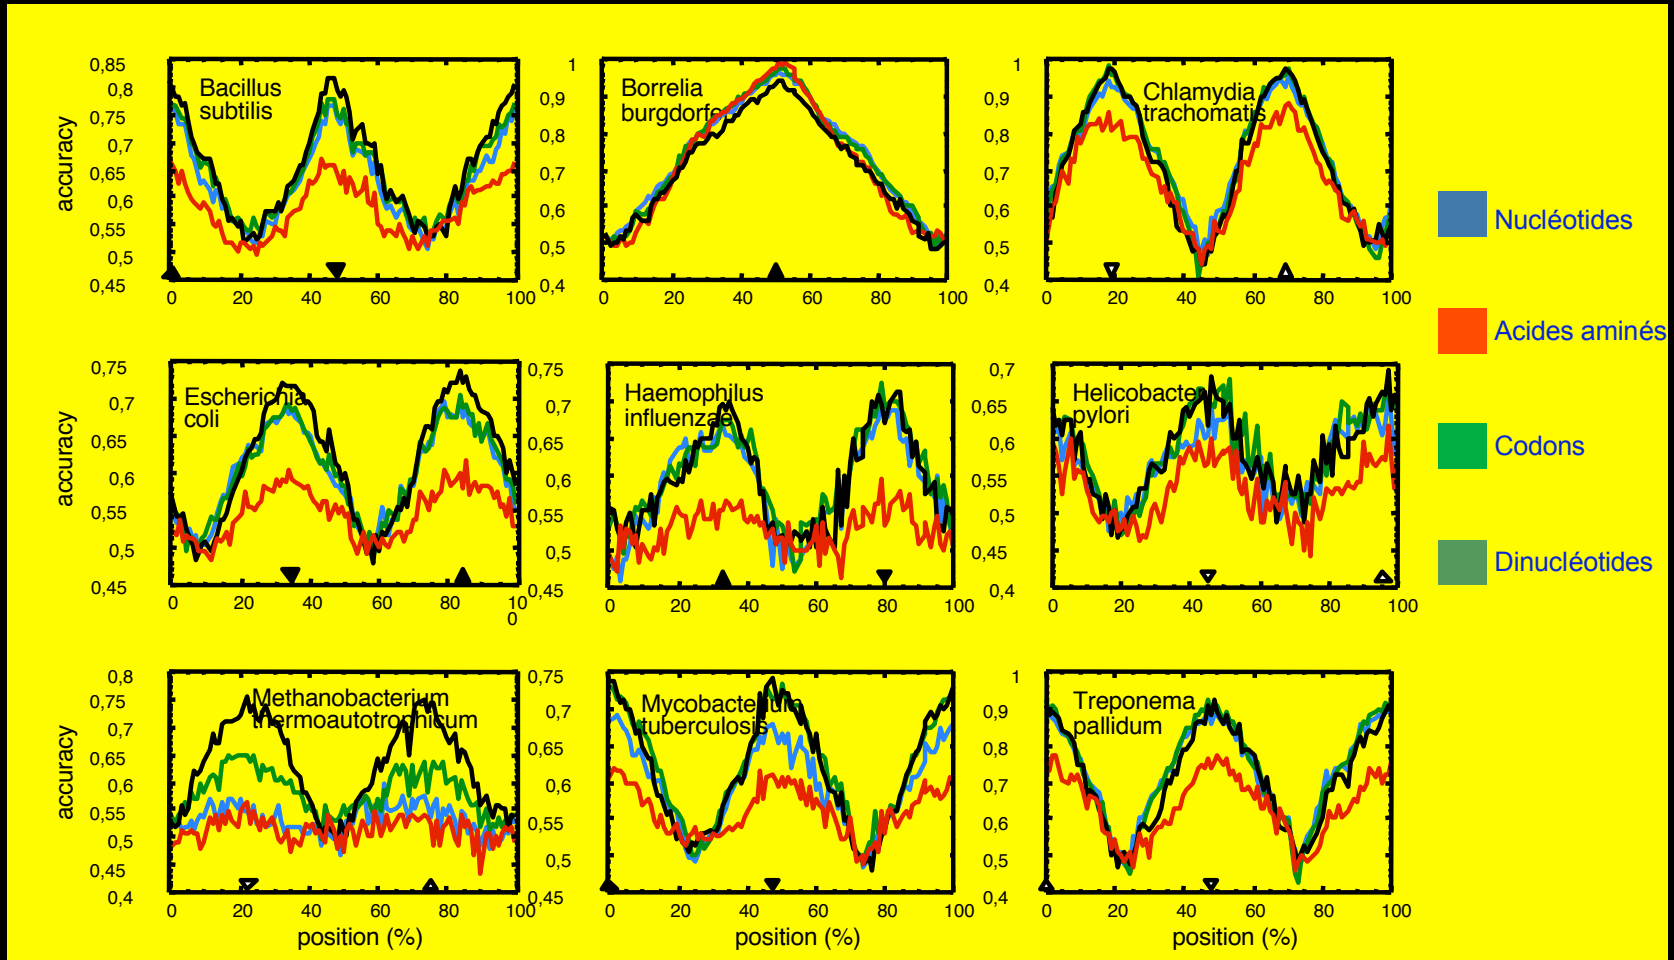 0,85
0,8
0,75
0,7
0,65
0,6
0,55
0,5
0,45
accuracy
Bacillus
subtilis
0 20 40 60 80 100
1
0,9
0,8
0,7
0,6
0,5
0,4
Borrelia
burgdorfe
0 20 40 60 80 100
1
0,9
0,8
0,7
0,6
0,5
0,4
Chlamydia
trachomatis
0 20 40 60 80 100
0,75
0,7
0,65
0,6
0,55
0,5
0,45
accuracy
Escherichia
coli
0 20 40 60 80 10
0
0,75
0,7
0,65
0,6
0,55
0,5
0,45
Haemophilus
influenzae
0 20 40 60 80 100
0,7
0,65
0,6
0,55
0,5
0,45
0,4
Helicobacter
pylori
0 20 40 60 80 100
0,8
0,75
0,7
0,65
0,6
0,55
0,5
0,45
0,4
accuracy
Methanobacterium
thermoautotrophicum
0 20 40 60 80 100
position (%)
0,75
0,7
0,65
0,6
0,55
0,5
0,45
Mycobacterium
tuberculosis
0 20 40 60 80 100
position (%)
1
0,9
0,8
0,7
0,6
0,5
0,4
Treponema
pallidum
0 20 40 60 80 100
position (%)
Nucléotides
Acides aminés
Codons
Dinucléotides